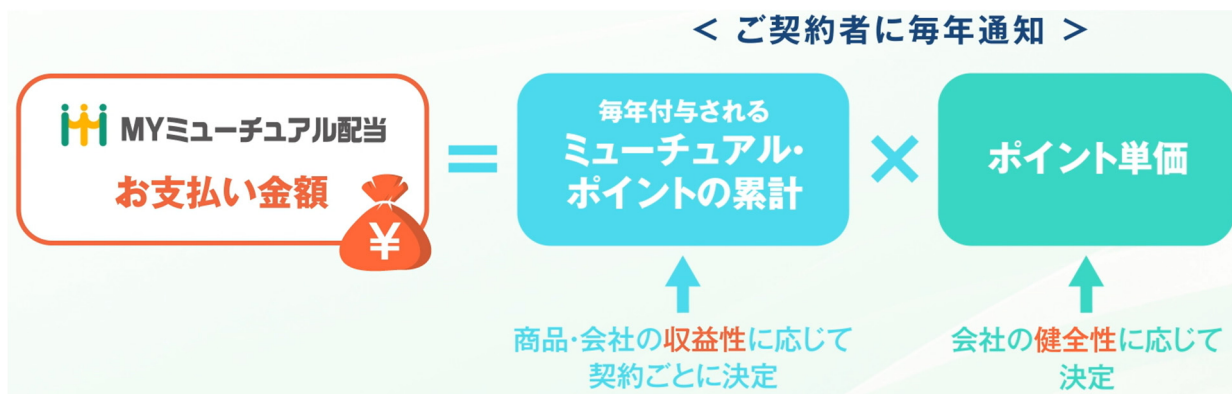 < ご契約者に毎年通知 >
MYミューチュアル配当
お支払い金額
¥
=
毎年付与される
ミューチュアル・
ポイントの累計
×
ポイント単価
商品・会社の収益性に応じて
契約ごとに決定
会社の健全性に応じて
決定